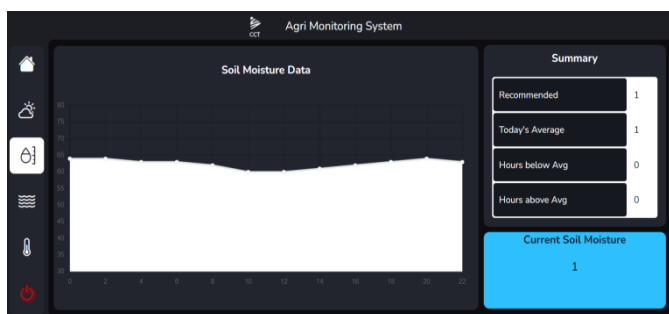 CCT
Agri Monitoring System
Soil Moisture Data
80
75
70
65
60
55
50
45
40
35
30
0 2 4 6 8 10 12 14 16 18 20 22
Summary
Recommended 1
Today's Average 1
Hours below Avg 0
Hours above Avg 0
Current Soil Moisture
1